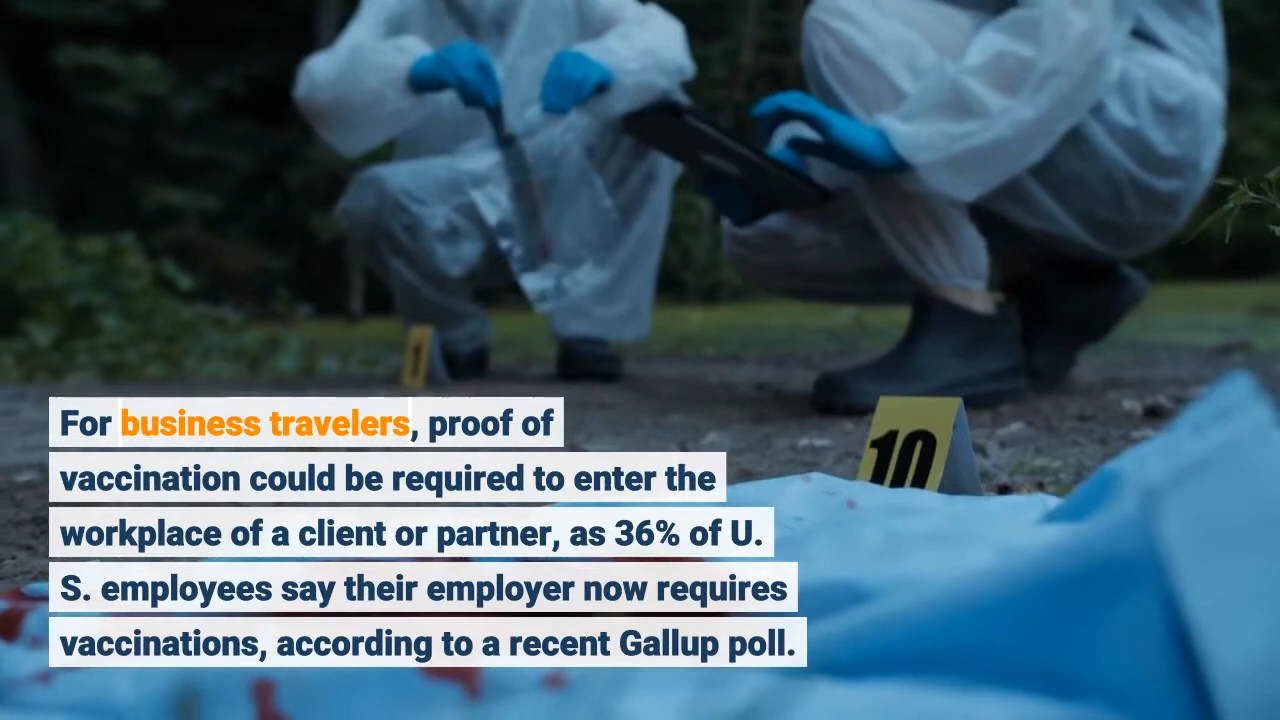 For business travelers, proof of
vaccination could be required to enter the
workplace of a client or partner, as 36% of U.
S. employees say their employer now requires
vaccinations, according to a recent Gallup poll.
10